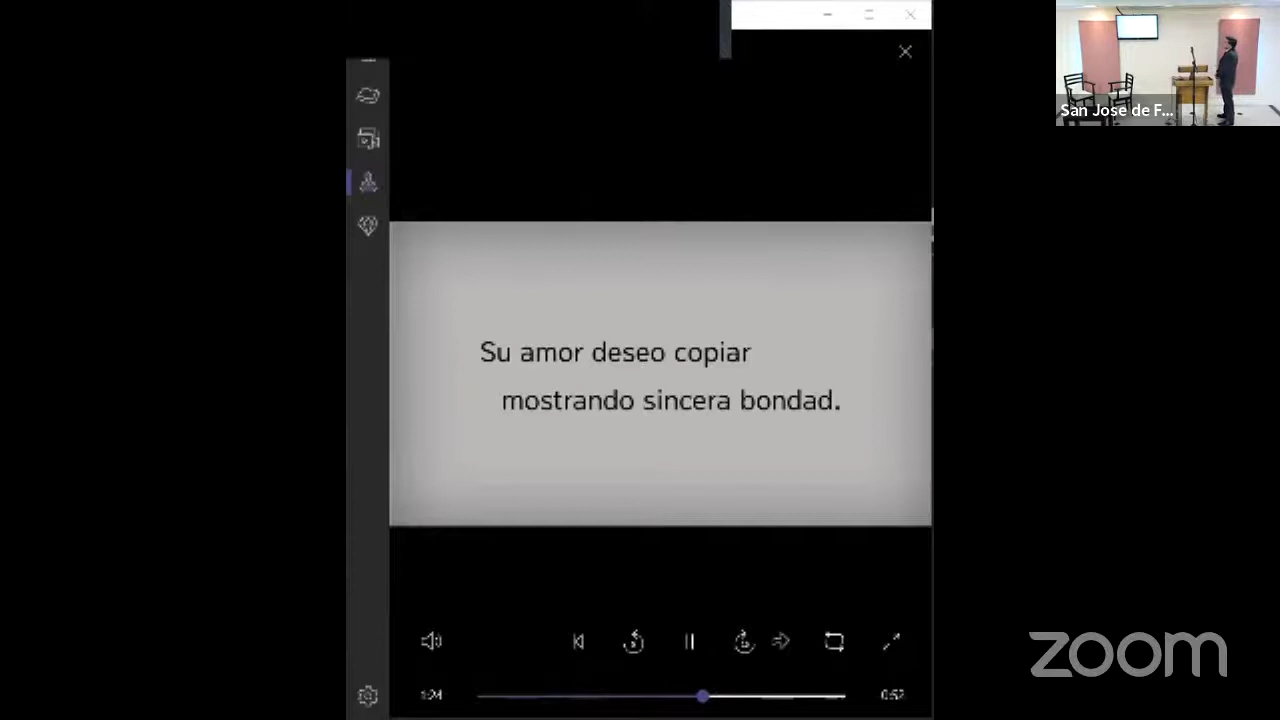 San Jose de F...
Su amor deseo copiar
mostrando sincera bondad.
1:24
0:52
zoom